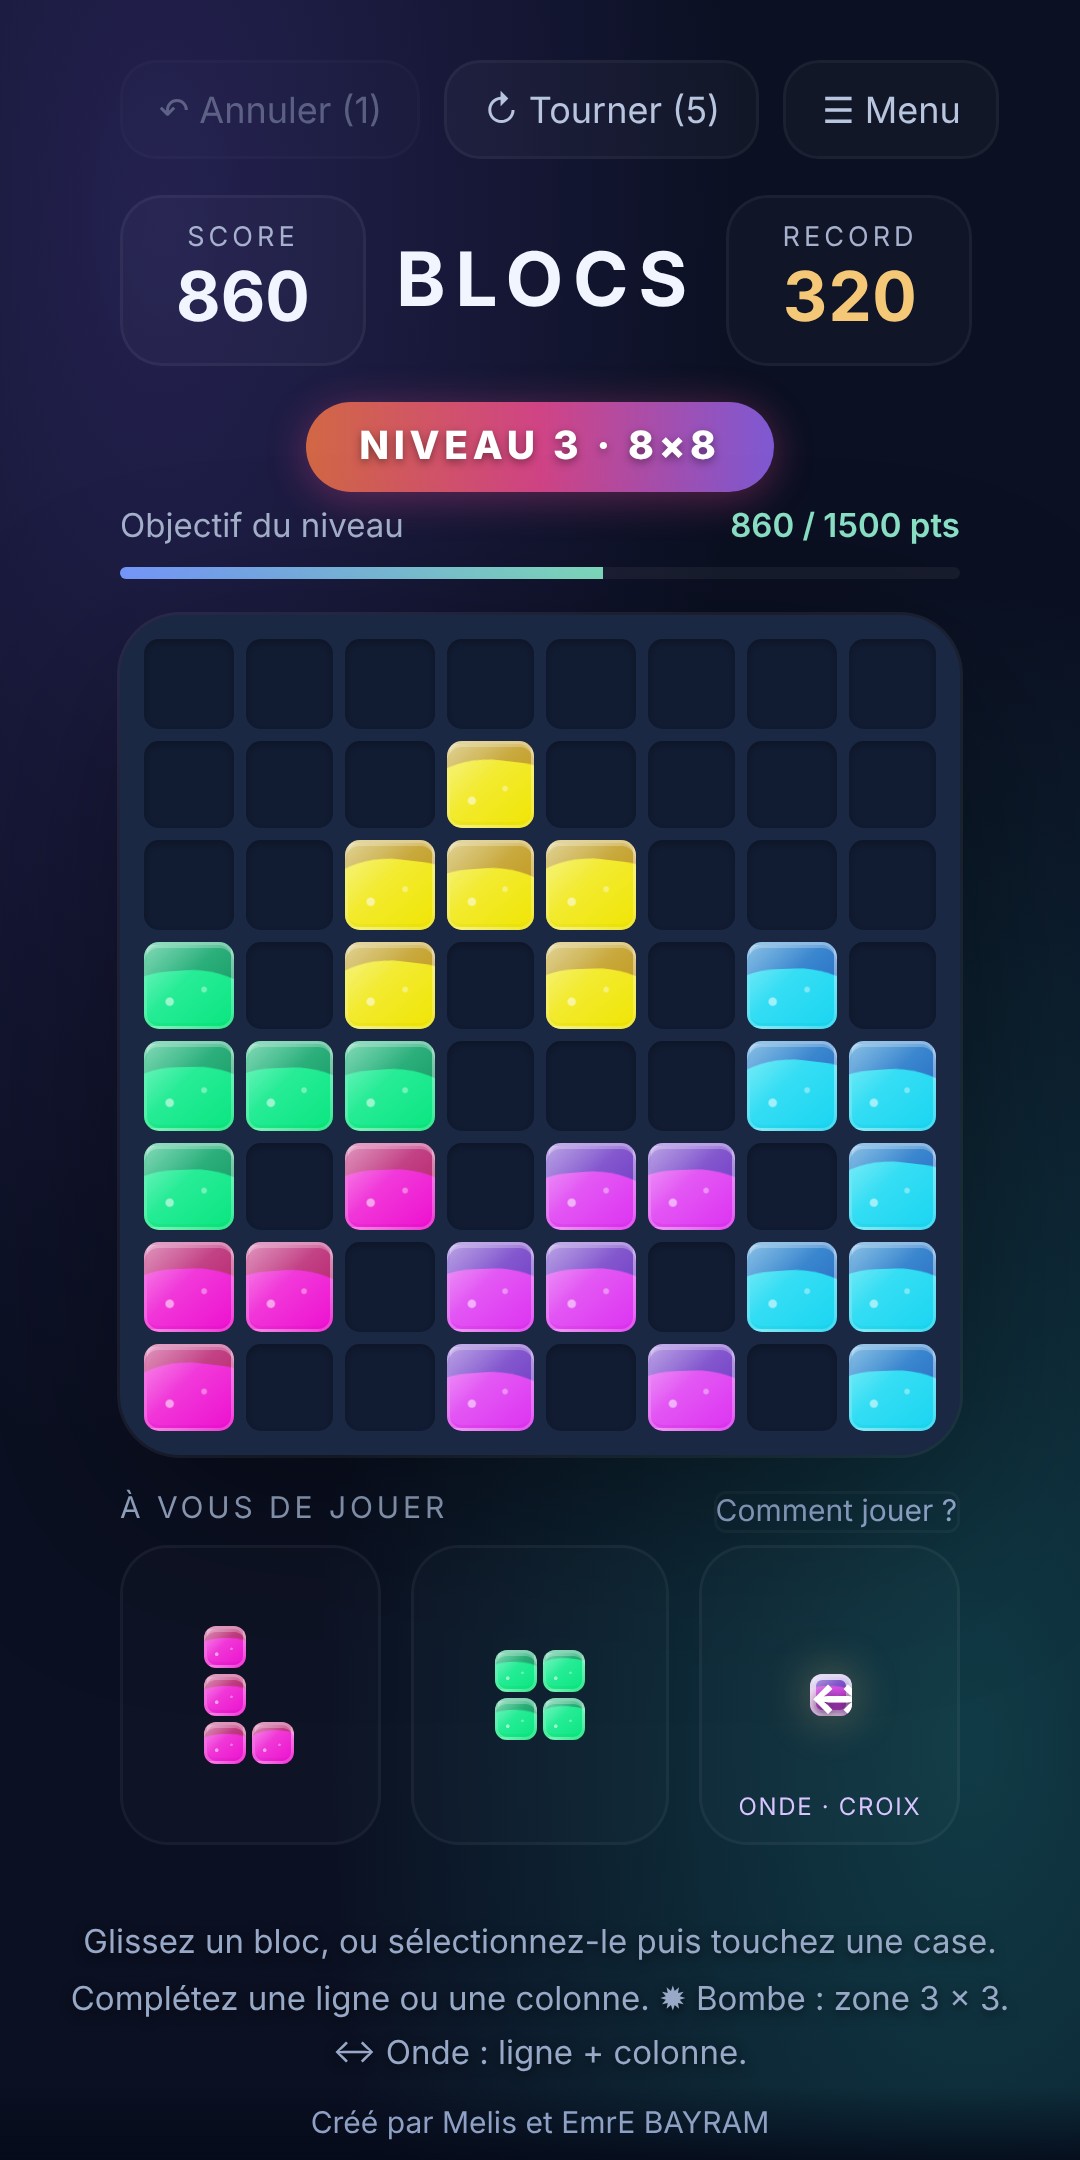 ↶ Annuler (1)
↻ Tourner (5)
☰ Menu
SCORE
860
BLOCS
RECORD
320
NIVEAU 3 · 8×8
Objectif du niveau
860 / 1500 pts
À VOUS DE JOUER
Comment jouer ?
ONDE · CROIX
Glissez un bloc, ou sélectionnez-le puis touchez une case.
Complétez une ligne ou une colonne. ✹ Bombe : zone 3 × 3.
↔ Onde : ligne + colonne.
Créé par Melis et EmrE BAYRAM